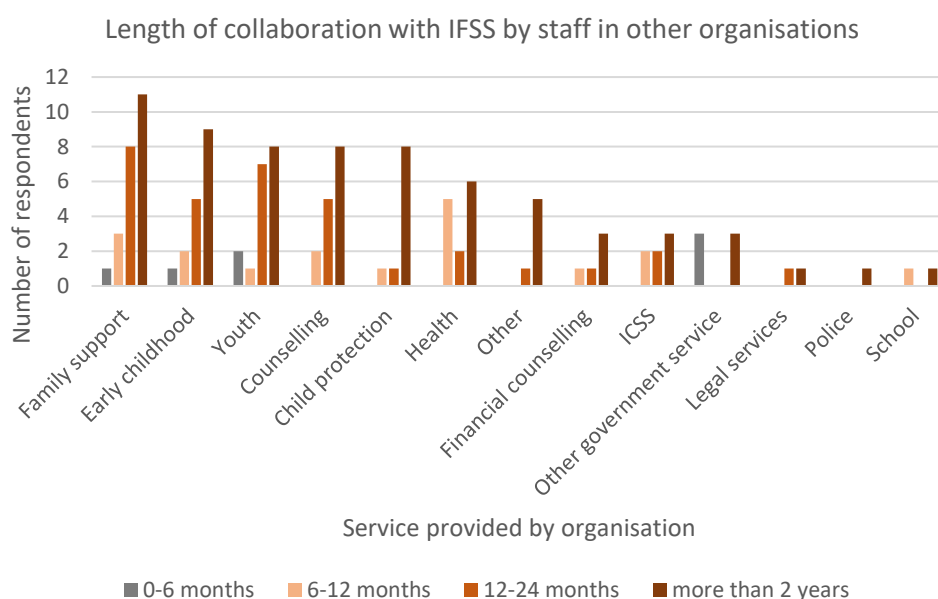 Length of collaboration with IFSS by staff in other organisations
Number of respondents
12
10
8
6
4
2
0
Family support
Early childhood
Youth
Counselling
Child protection
Health
Other
Financial counselling
ICSS
Other government service
Legal services
Police
School
Service provided by organisation
0-6 months
6-12 months
12-24 months
more than 2 years